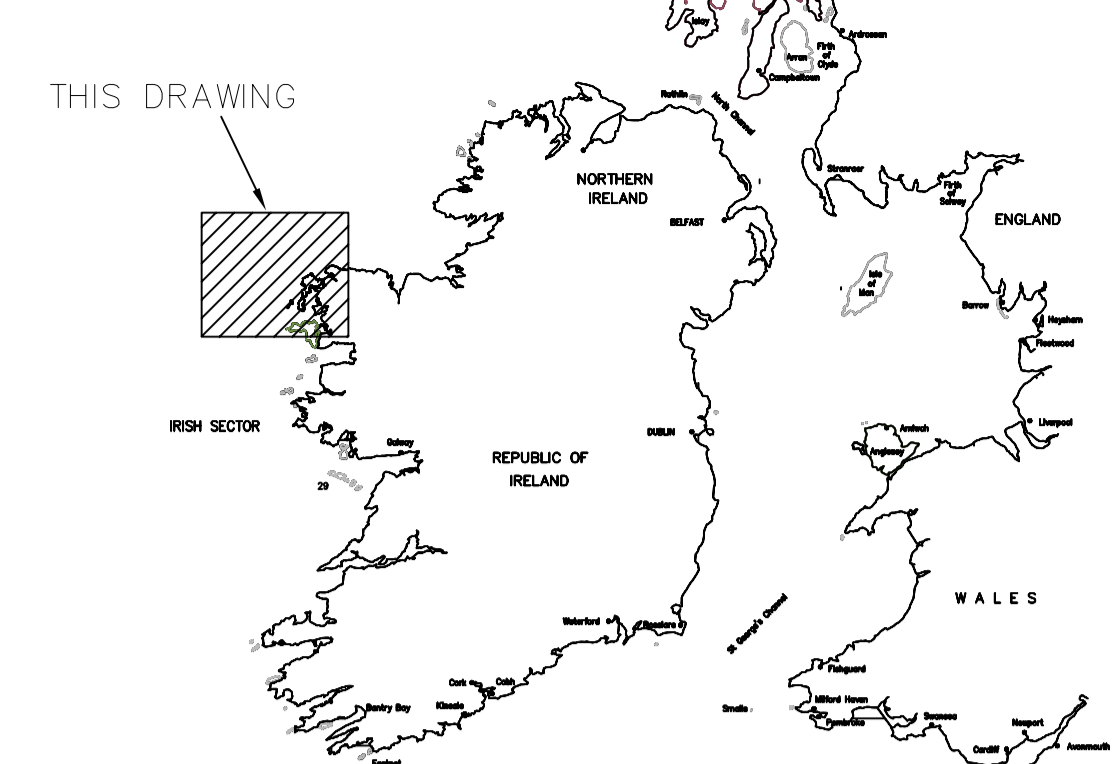 Islay
Ardrossan
Firth
of
Clyde
Arran
Campbeltown
THIS DRAWING
Rathlin
North Channel
Stranraer
NORTHERN
IRELAND
Firth
of
Solway
BELFAST
ENGLAND
Isle
of
Man
Barrow
Heysham
Fleetwood
IRISH SECTOR
Liverpool
DUBLIN
Amlwch
Galway
Anglesey
REPUBLIC OF
IRELAND
29
WALES
St George's Channel
Waterford
Rosslare
Fishguard
Cork
Cobh
Milford Haven
Bantry Bay
Kinsale
Smalls
Pembroke
Swansea
Newport
Cardiff
Avonmouth